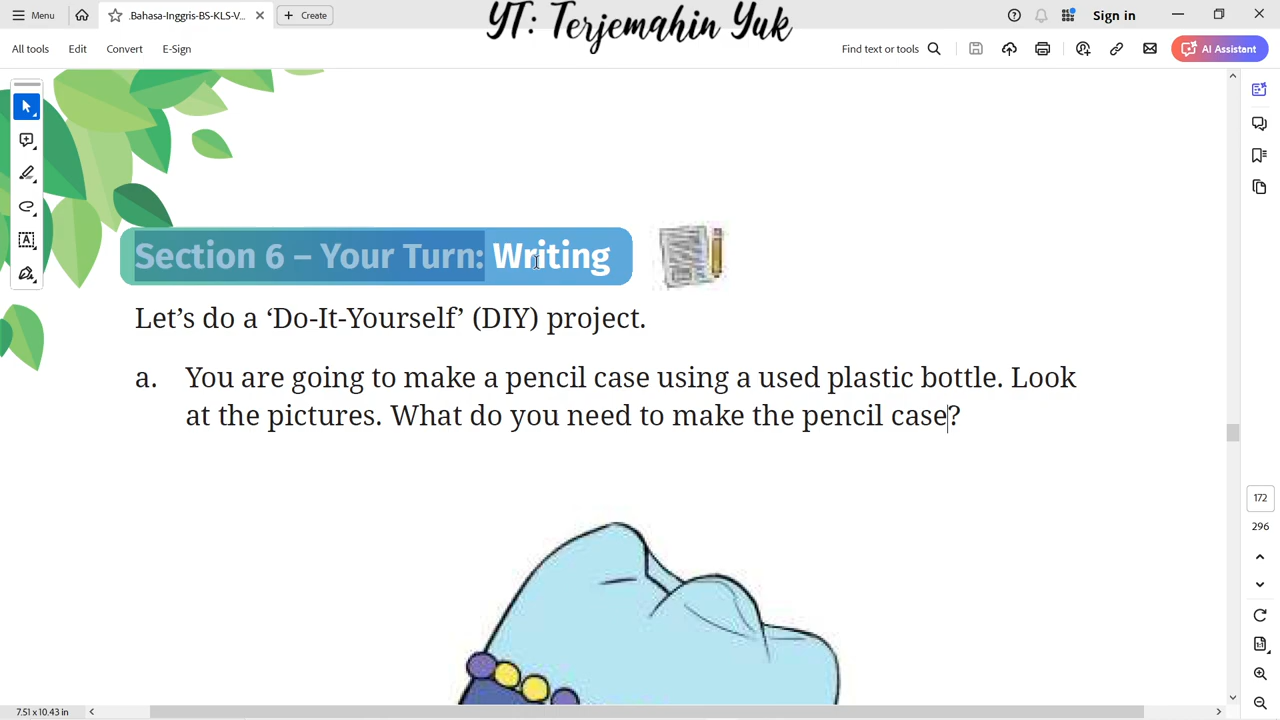 Menu
.Bahasa-Inggris-BS-KLS-V...
Create
YT: Terjemahin Yuk
Sign in
All tools
Edit
Convert
E-Sign
Find text or tools
AI Assistant
Section 6 – Your Turn: Writing
Let’s do a ‘Do-It-Yourself’ (DIY) project.
a. You are going to make a pencil case using a used plastic bottle. Look
at the pictures. What do you need to make the pencil case?
172
296
7.51 x 10.43 in